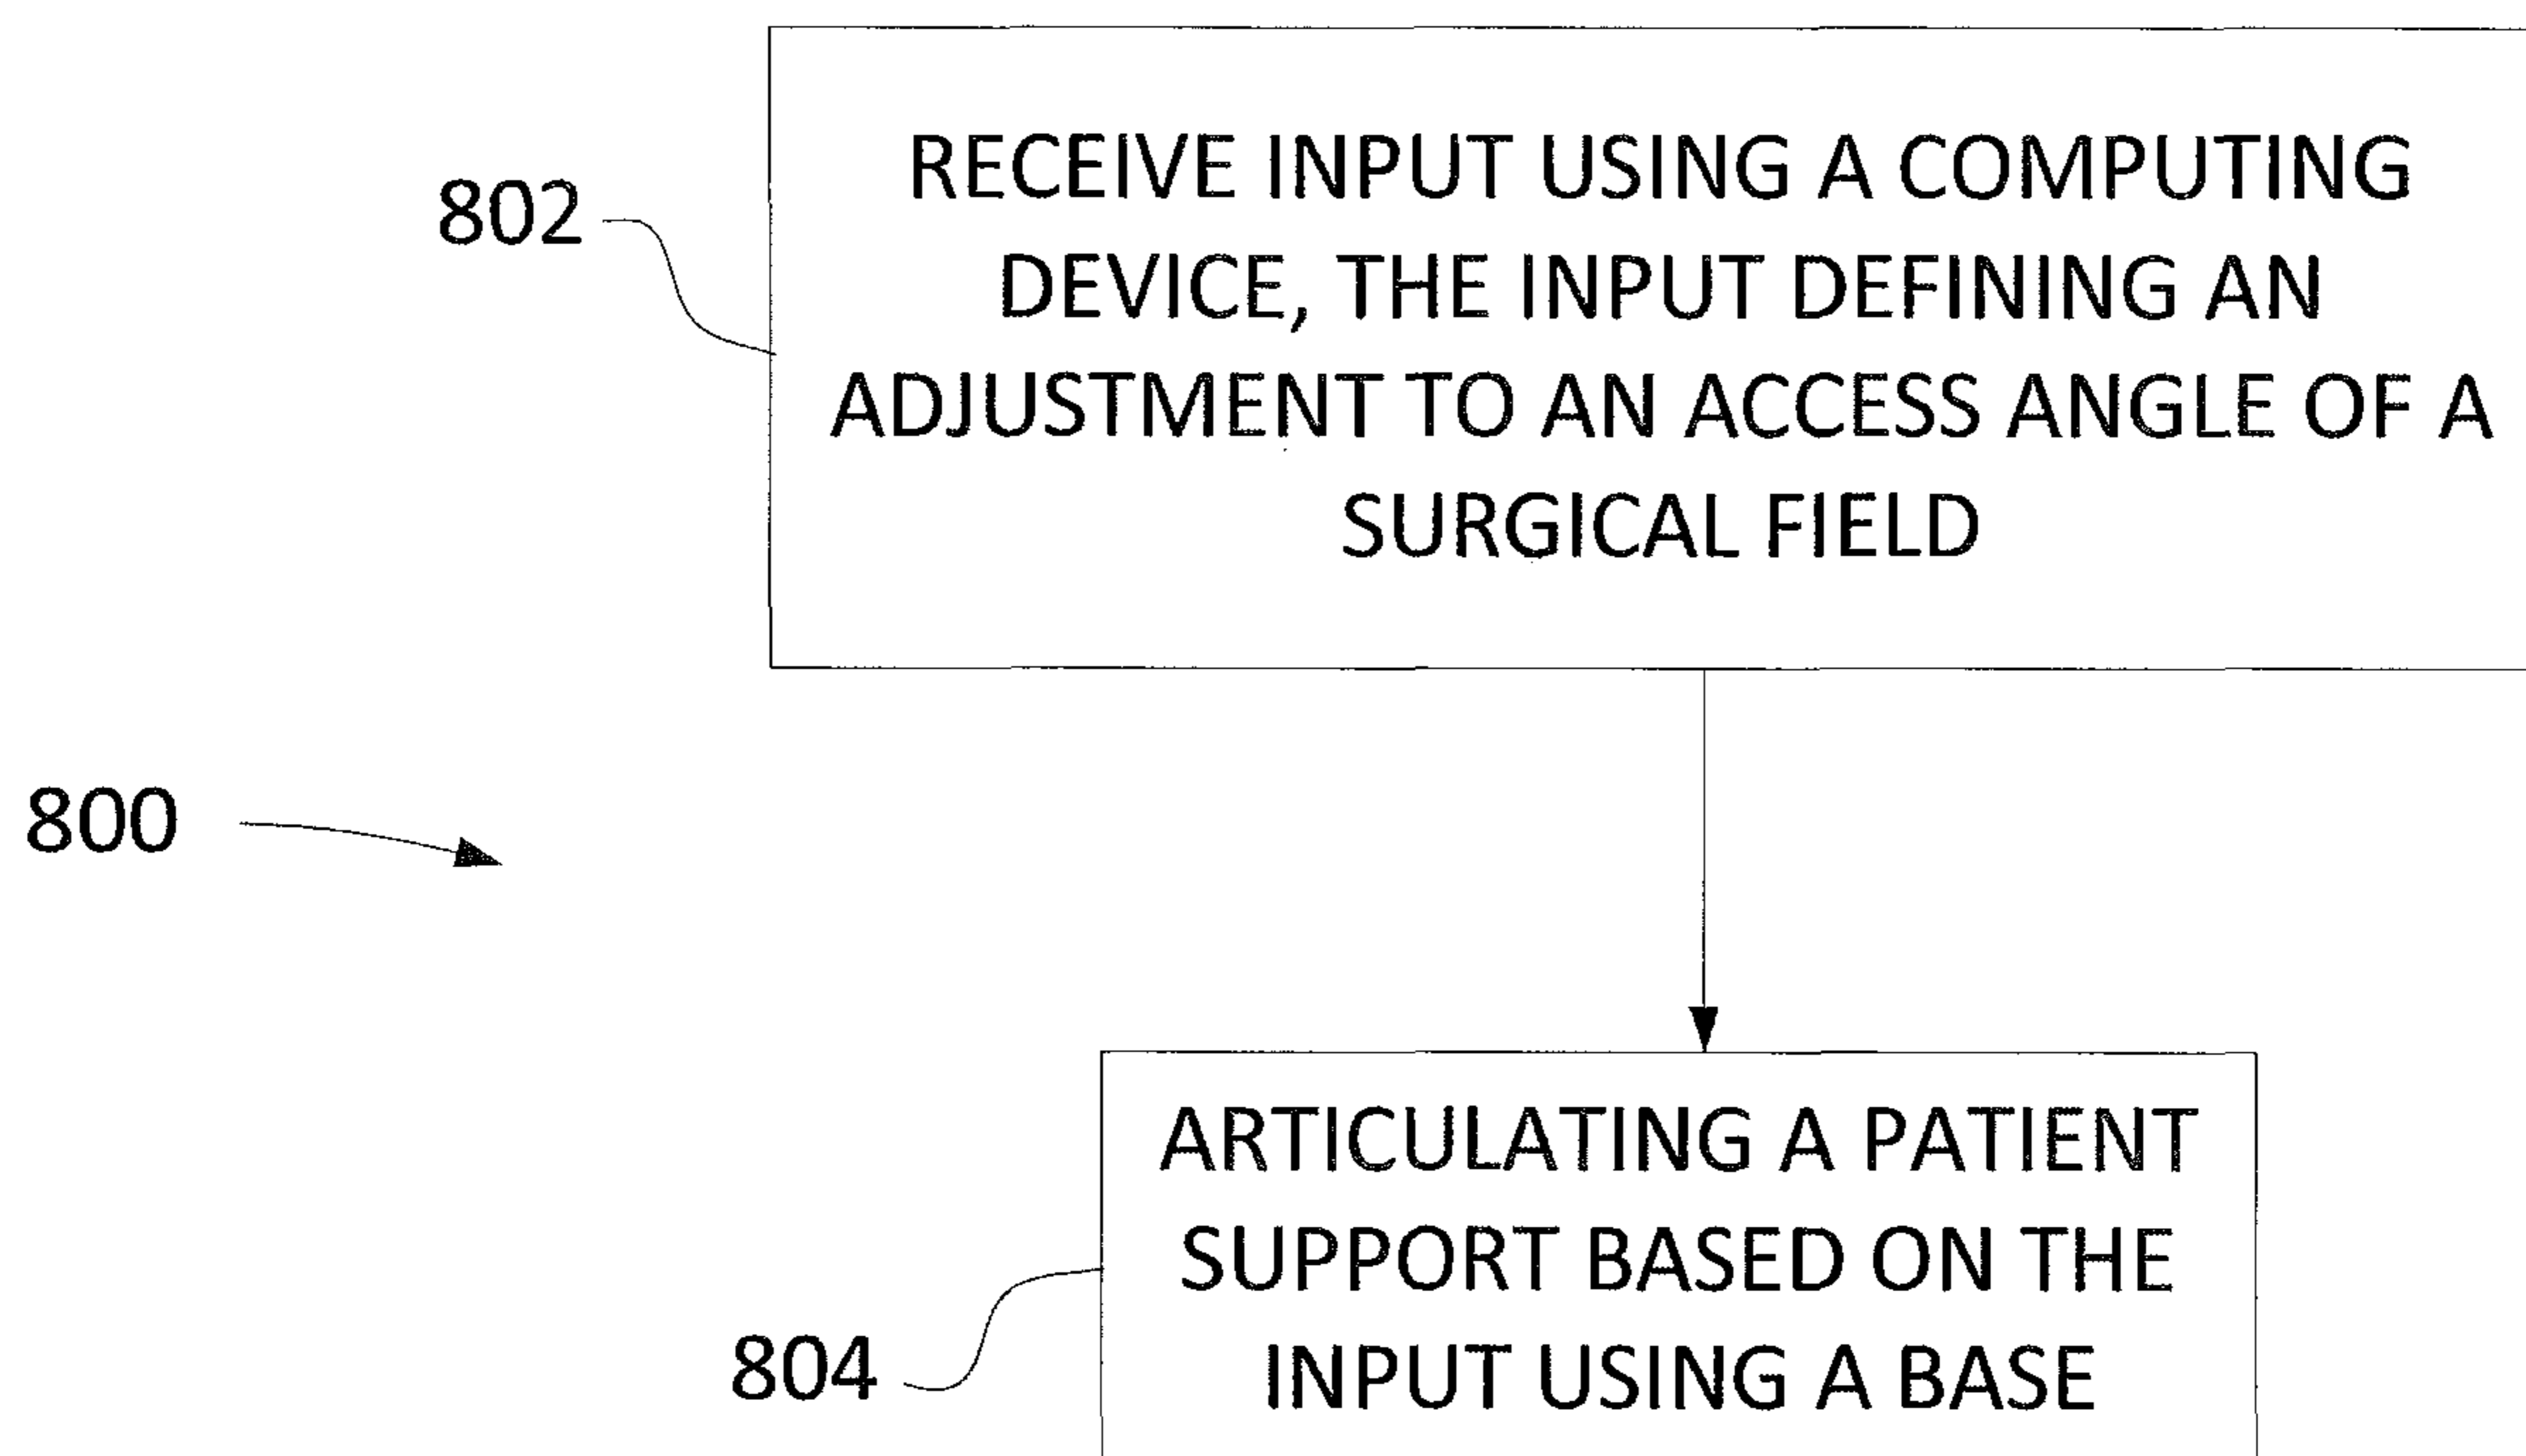 802
RECEIVE INPUT USING A COMPUTING
DEVICE, THE INPUT DEFINING AN
ADJUSTMENT TO AN ACCESS ANGLE OF A
SURGICAL FIELD
800
804
ARTICULATING A PATIENT
SUPPORT BASED ON THE
INPUT USING A BASE